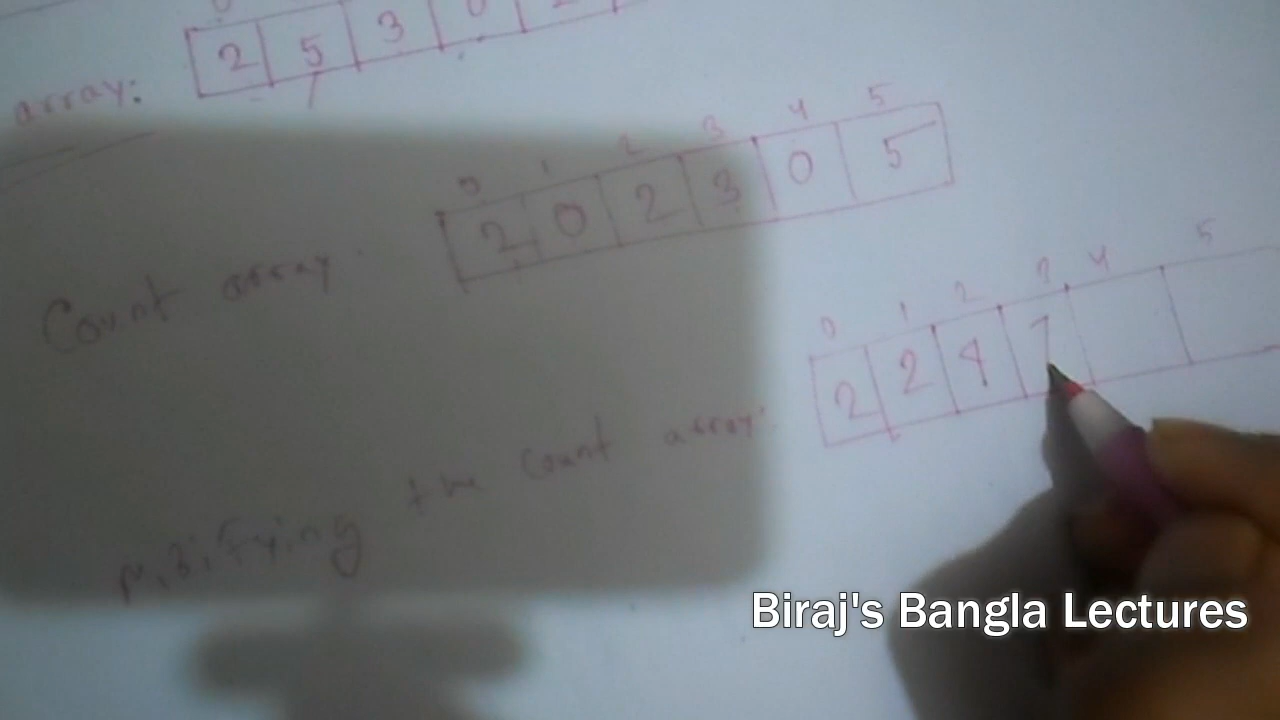 array: 2 5 3 0
0 1 2 3 4 5
Count array. 2 0 2 3 0 5
0 1 2 3 4 5
Modifying the count array: 2 2 4 7
Biraj's Bangla Lectures